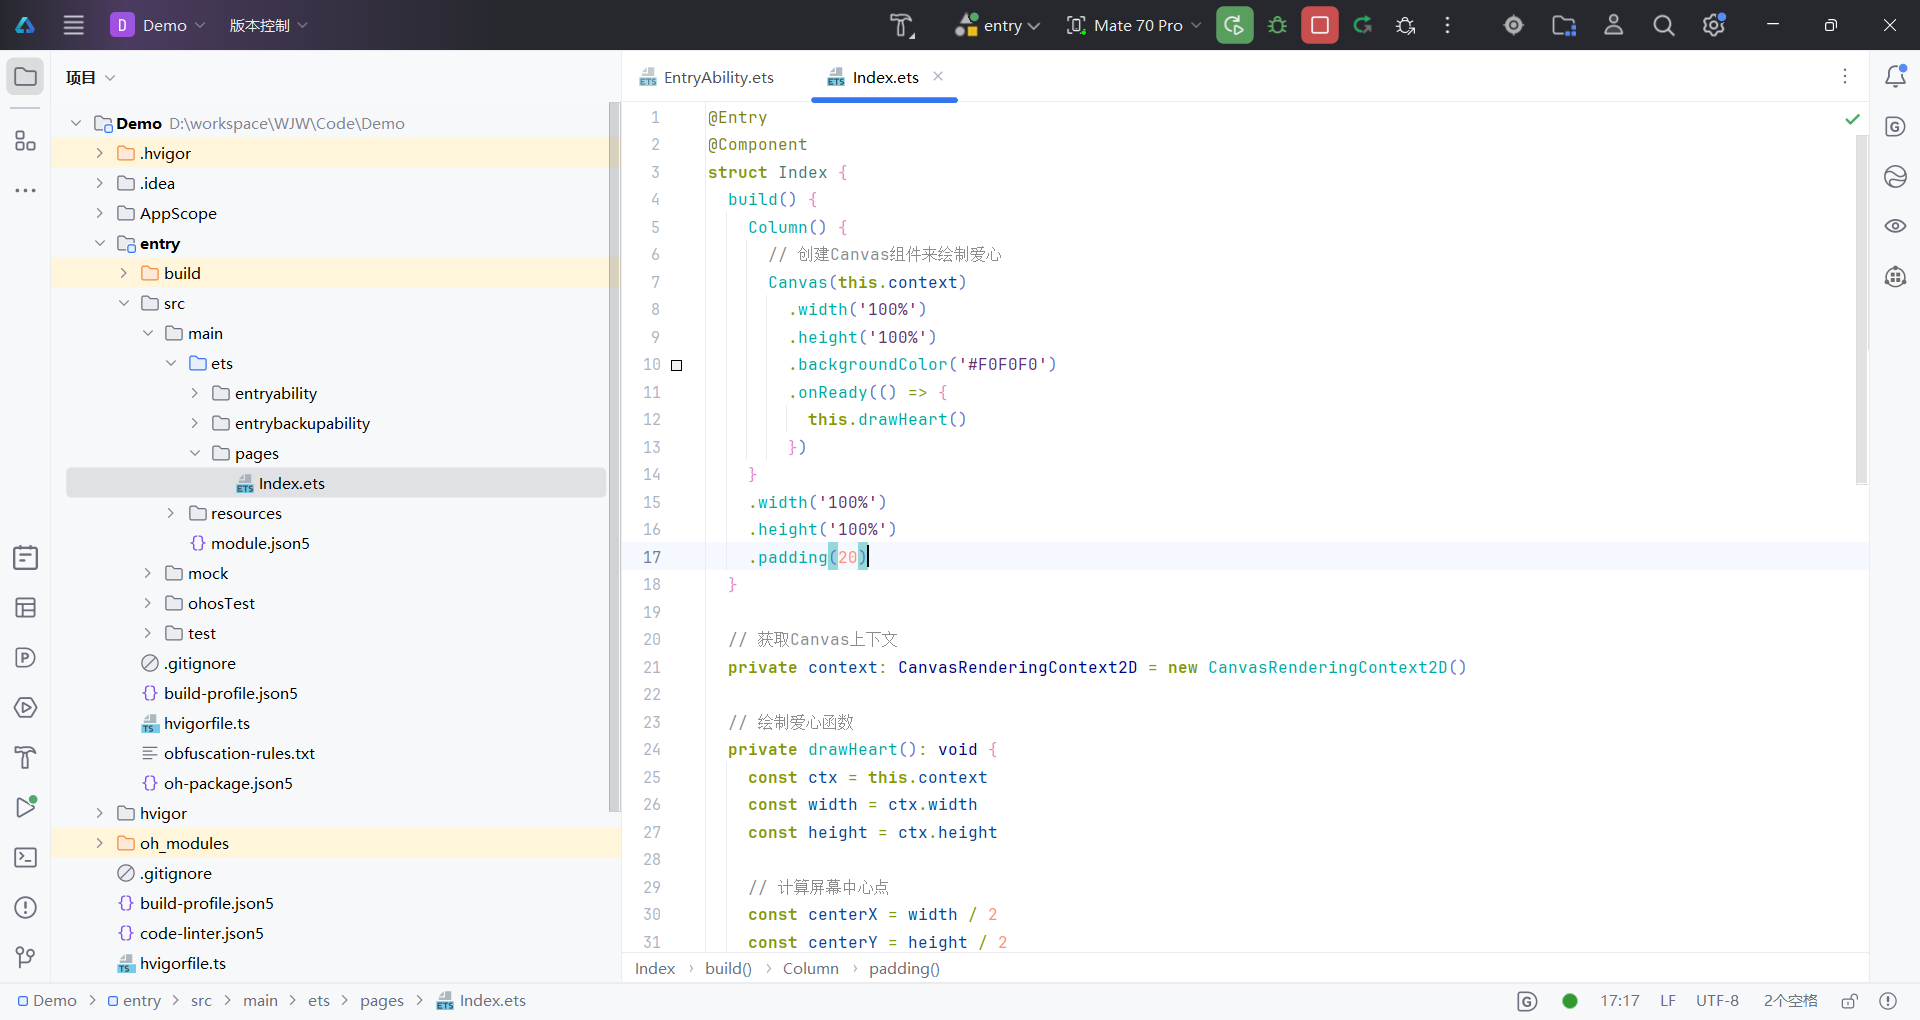 D Demo 版本控制 entry Mate 70 Pro
项目
Demo D:\workspace\WJW\Code\Demo
.hvigor
.idea
AppScope
entry
build
src
main
ets
entryability
entrybackupability
pages
ETS Index.ets
resources
module.json5
mock
ohosTest
test
.gitignore
build-profile.json5
TS hvigorfile.ts
obfuscation-rules.txt
oh-package.json5
hvigor
oh_modules
.gitignore
build-profile.json5
code-linter.json5
TS hvigorfile.ts
ETS EntryAbility.ets ETS Index.ets
1 @Entry
2 @Component
3 struct Index {
4 build() {
5 Column() {
6 // 创建Canvas组件来绘制爱心
7 Canvas(this.context)
8 .width('100%')
9 .height('100%')
10 .backgroundColor('#F0F0F0')
11 .onReady(() => {
12 this.drawHeart()
13 })
14 }
15 .width('100%')
16 .height('100%')
17 .padding(20)
18 }
19
20 // 获取Canvas上下文
21 private context: CanvasRenderingContext2D = new CanvasRenderingContext2D()
22
23 // 绘制爱心函数
24 private drawHeart(): void {
25 const ctx = this.context
26 const width = ctx.width
27 const height = ctx.height
28
29 // 计算屏幕中心点
30 const centerX = width / 2
31 const centerY = height / 2
Index › build() › Column › padding()
Demo > entry > src > main > ets > pages > ETS Index.ets
17:17 LF UTF-8 2个空格